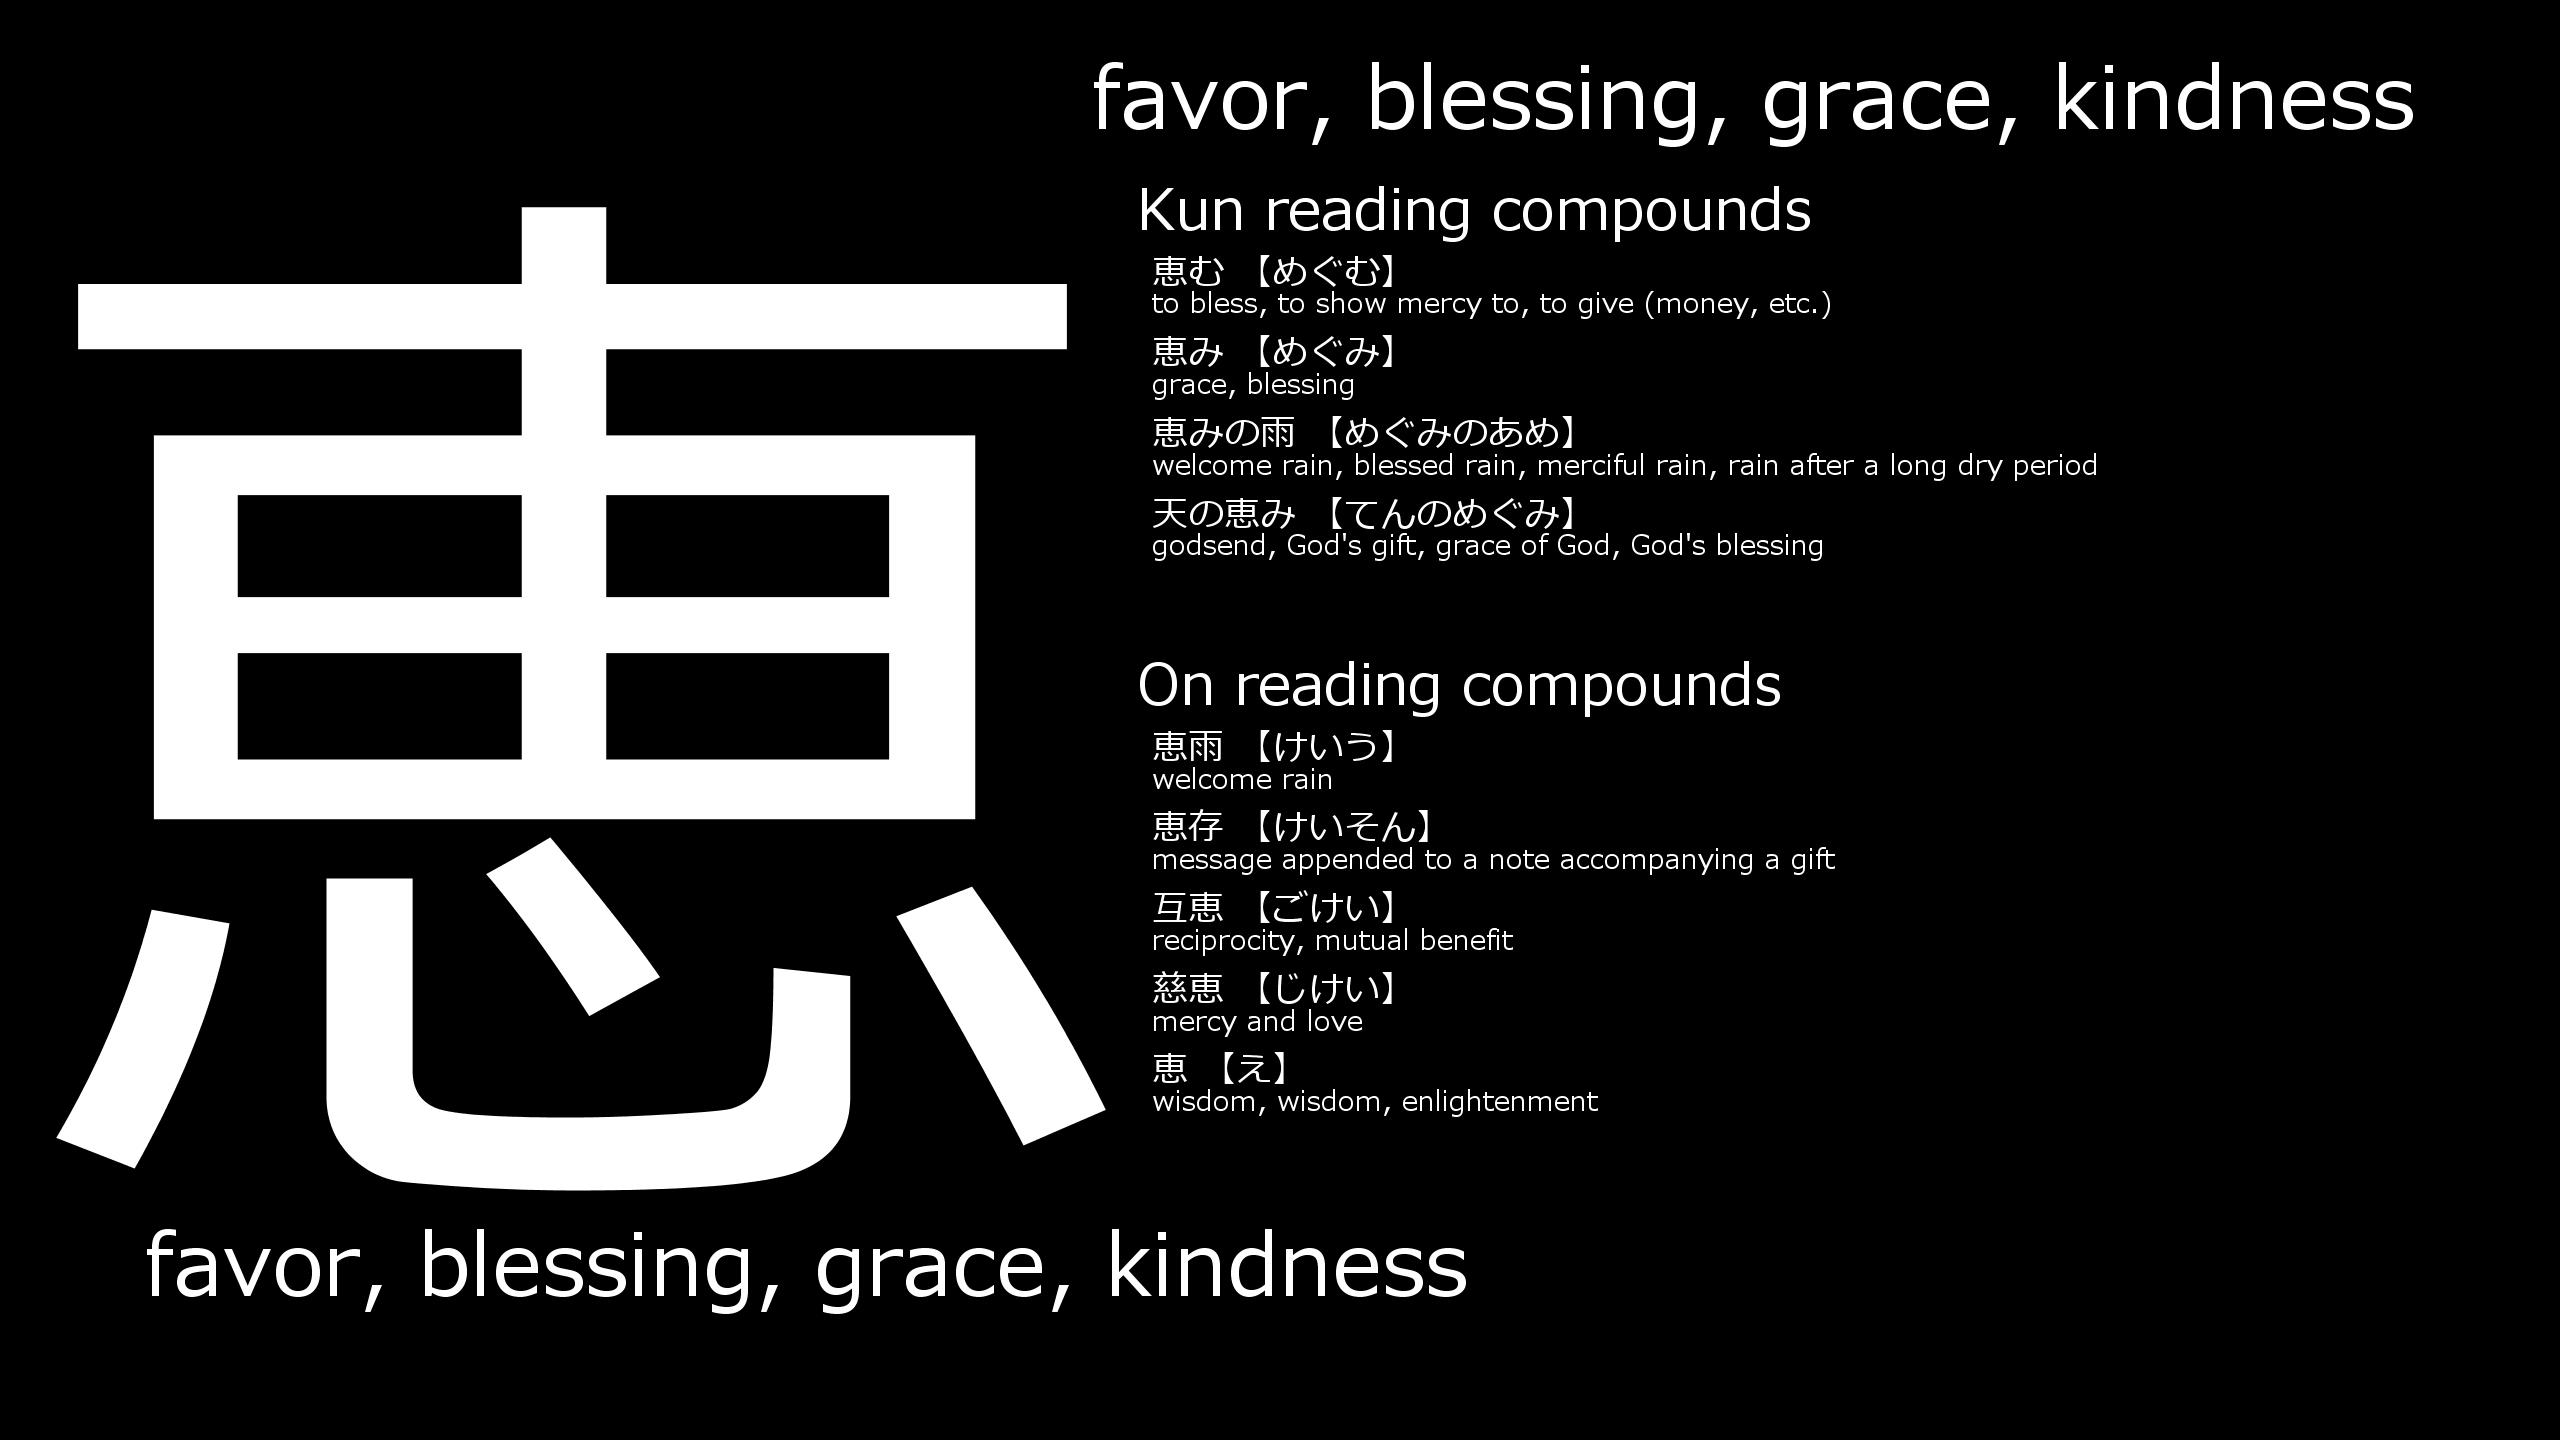 恵
favor, blessing, grace, kindness
Kun reading compounds
恵む 【めぐむ】
to bless, to show mercy to, to give (money, etc.)
恵み 【めぐみ】
grace, blessing
恵みの雨 【めぐみのあめ】
welcome rain, blessed rain, merciful rain, rain after a long dry period
天の恵み 【てんのめぐみ】
godsend, God's gift, grace of God, God's blessing
On reading compounds
恵雨 【けいう】
welcome rain
恵存 【けいそん】
message appended to a note accompanying a gift
互恵 【ごけい】
reciprocity, mutual benefit
慈恵 【じけい】
mercy and love
恵 【え】
wisdom, wisdom, enlightenment
favor, blessing, grace, kindness